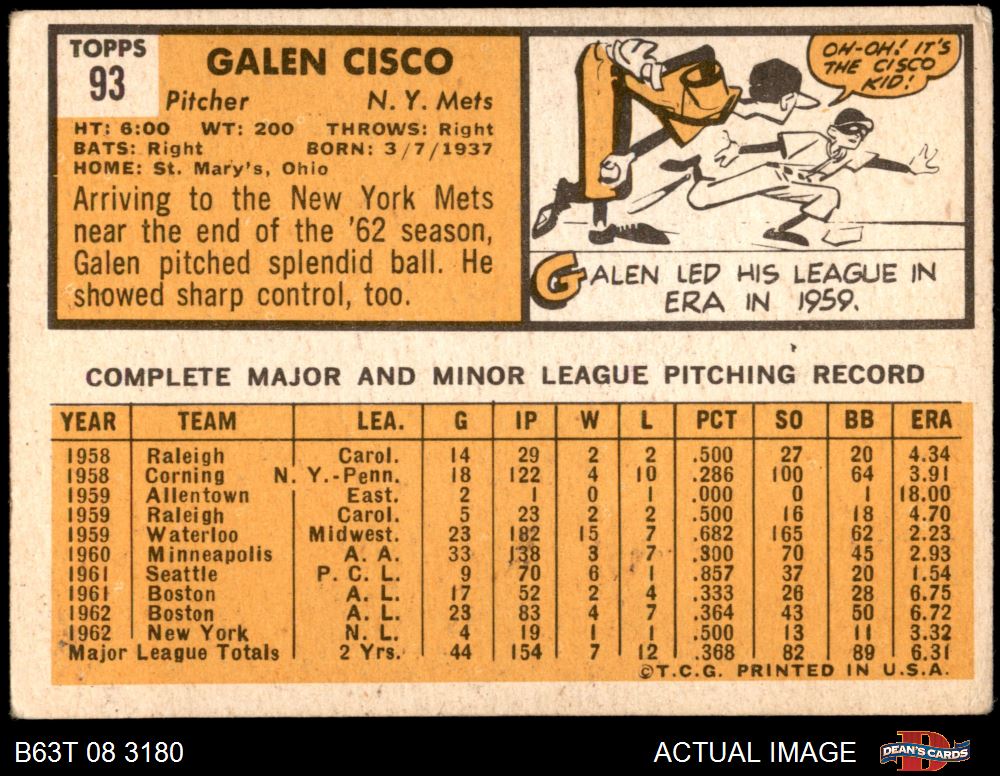 TOPPS
93
GALEN CISCO
Pitcher N. Y. Mets
HT: 6:00 WT: 200 THROWS: Right
BATS: Right BORN: 3/7/1937
HOME: St. Mary's, Ohio
Arriving to the New York Mets
near the end of the '62 season,
Galen pitched splendid ball. He
showed sharp control, too.
OH-OH! IT'S
THE CISCO
KID!
GALEN LED HIS LEAGUE IN
ERA IN 1959.
COMPLETE MAJOR AND MINOR LEAGUE PITCHING RECORD
YEAR TEAM LEA. G IP W L PCT SO BB ERA
1958 Raleigh Carol. 14 29 2 2 .500 27 20 4.34
1958 Corning N. Y.-Penn. 18 122 4 10 .286 100 64 3.91
1959 Allentown East. 2 1 0 1 .000 0 1 18.00
1959 Raleigh Carol. 5 23 2 2 .500 16 18 4.70
1959 Waterloo Midwest. 23 182 15 7 .682 165 62 2.23
1960 Minneapolis A. A. 33 138 3 7 .300 70 45 2.93
1961 Seattle P. C. L. 9 70 6 1 .857 37 20 1.54
1961 Boston A. L. 17 52 2 4 .333 26 28 6.75
1962 Boston A. L. 23 83 4 7 .364 43 50 6.72
1962 New York N. L. 4 19 1 1 .500 13 11 3.32
Major League Totals 2 Yrs. 44 154 7 12 .368 82 89 6.31
©T.C.G. PRINTED IN U.S.A.
B63T 08 3180 ACTUAL IMAGE D DEAN'S CARDS